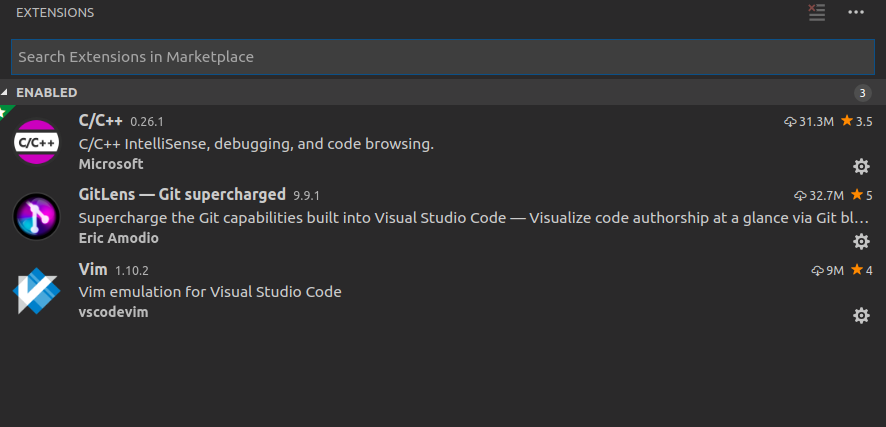 EXTENSIONS
Search Extensions in Marketplace
ENABLED 3
C/C++ 0.26.1 31.3M 3.5
C/C++
C/C++ IntelliSense, debugging, and code browsing.
Microsoft
GitLens — Git supercharged 9.9.1 32.7M 5
Supercharge the Git capabilities built into Visual Studio Code — Visualize code authorship at a glance via Git bl...
Eric Amodio
Vim 1.10.2 9M 4
Vim emulation for Visual Studio Code
vscodevim